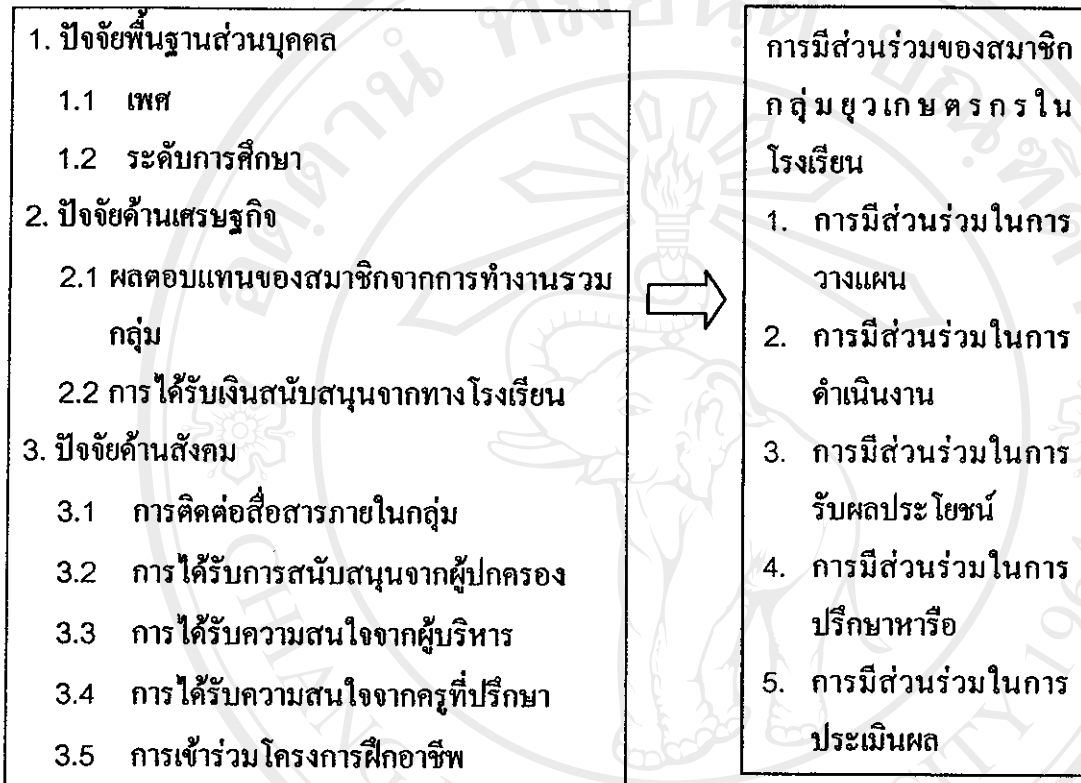 1. ปัจจัยพื้นฐานส่วนบุคคล
1.1 เพศ
1.2 ระดับการศึกษา
2. ปัจจัยด้านเศรษฐกิจ
2.1 ผลตอบแทนของสมาชิกจากการทำงานรวม
กลุ่ม
2.2 การได้รับเงินสนับสนุนจากทางโรงเรียน
3. ปัจจัยด้านสังคม
3.1 การติดต่อสื่อสารภายในกลุ่ม
3.2 การได้รับการสนับสนุนจากผู้ปกครอง
3.3 การได้รับความสนใจจากผู้บริหาร
3.4 การได้รับความสนใจจากครูที่ปรึกษา
3.5 การเข้าร่วมโครงการฝึกอาชีพ
การมีส่วนร่วมของสมาชิก
กลุ่มยุวเกษตรกรใน
โรงเรียน
1. การมีส่วนร่วมในการ
วางแผน
2. การมีส่วนร่วมในการ
ดำเนินงาน
3. การมีส่วนร่วมในการ
รับผลประโยชน์
4. การมีส่วนร่วมในการ
ปรึกษาหารือ
5. การมีส่วนร่วมในการ
ประเมินผล